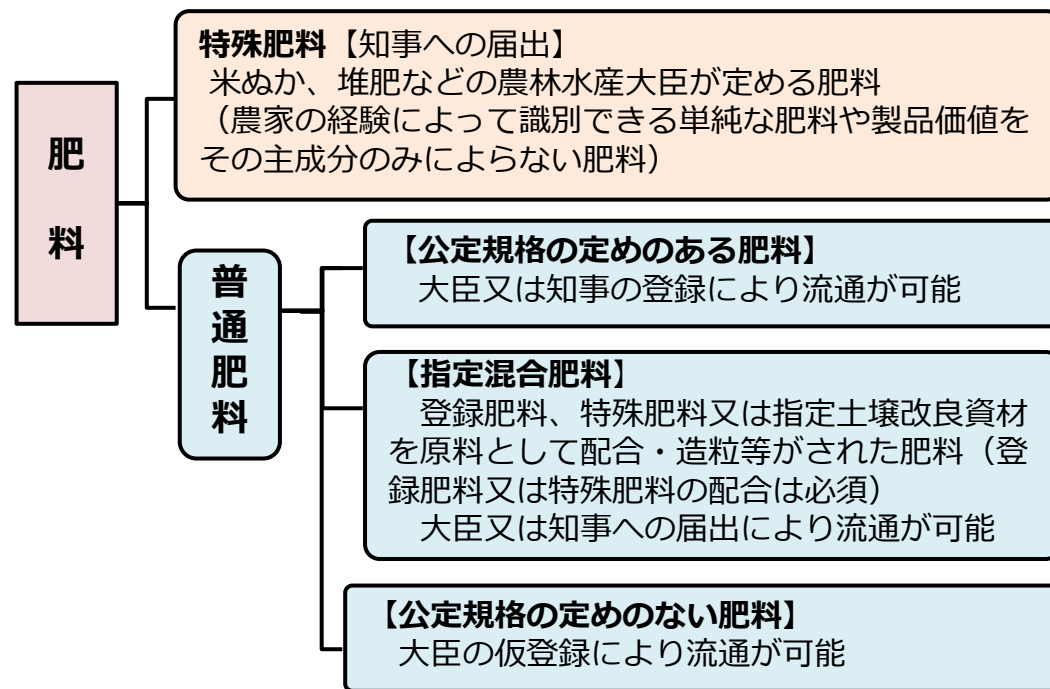 肥料
特殊肥料【知事への届出】
米ぬか、堆肥などの農林水産大臣が定める肥料
（農家の経験によって識別できる単純な肥料や製品価値を
その主成分のみによらない肥料）
普通肥料
【公定規格の定めのある肥料】
大臣又は知事の登録により流通が可能
【指定混合肥料】
登録肥料、特殊肥料又は指定土壌改良資材
を原料として配合・造粒等がされた肥料（登
録肥料又は特殊肥料の配合は必須）
大臣又は知事への届出により流通が可能
【公定規格の定めのない肥料】
大臣の仮登録により流通が可能